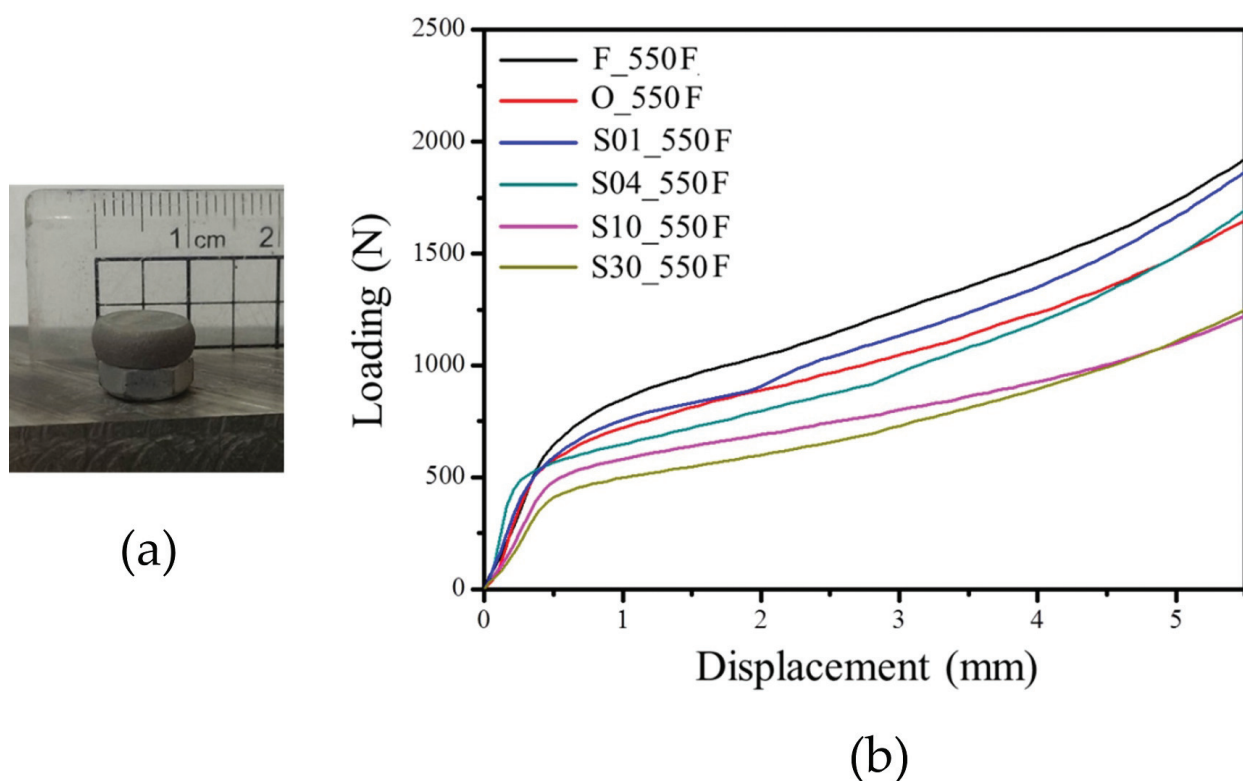 1 cm 2
(a)
2500
2000
1500
1000
500
0
Loading (N)
F_550F
O_550F
S01_550F
S04_550F
S10_550F
S30_550F
0 1 2 3 4 5
Displacement (mm)
(b)